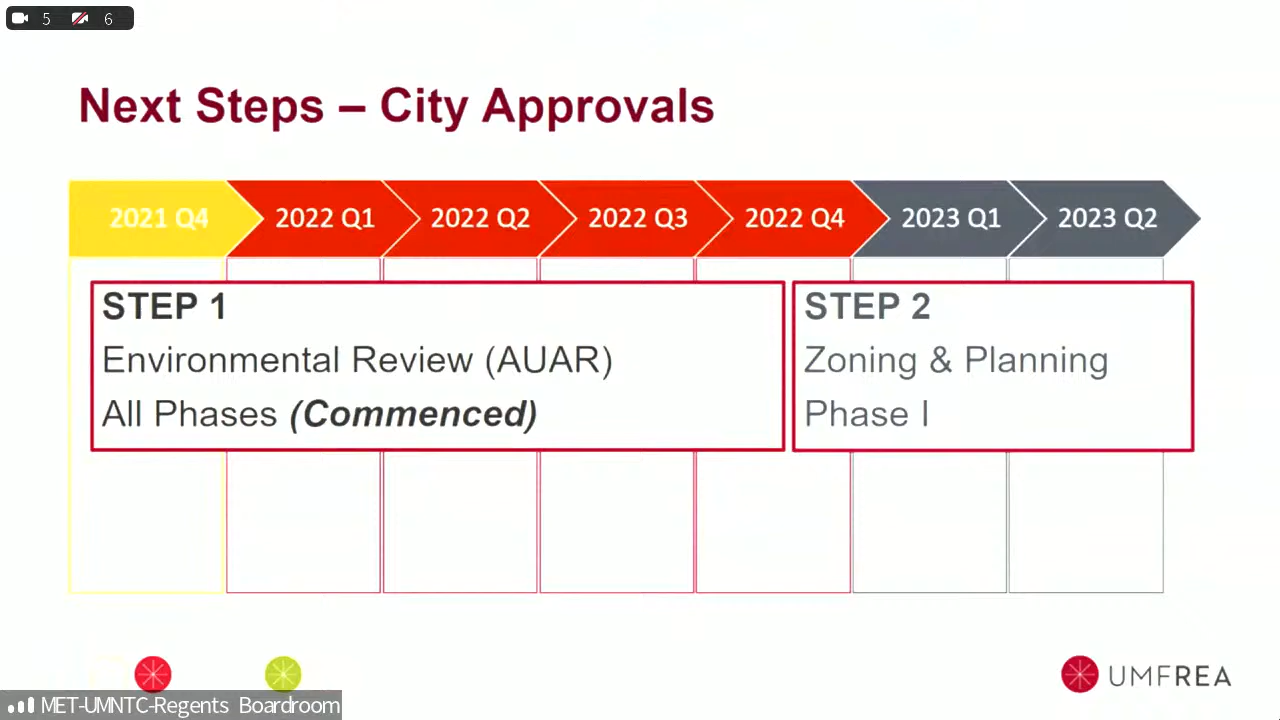 5 6
Next Steps – City Approvals
2021 Q4 2022 Q1 2022 Q2 2022 Q3 2022 Q4 2023 Q1 2023 Q2
STEP 1
Environmental Review (AUAR)
All Phases (Commenced)
STEP 2
Zoning & Planning
Phase I
UMFREA
MET-UMNTC-Regents Boardroom